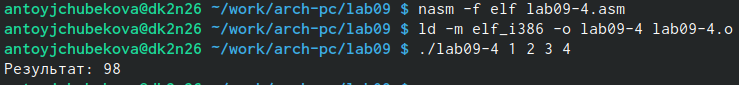 antoyjchubekova@dk2n26 ~/work/arch-pc/lab09 $ nasm -f elf lab09-4.asm
antoyjchubekova@dk2n26 ~/work/arch-pc/lab09 $ ld -m elf_i386 -o lab09-4 lab09-4.o
antoyjchubekova@dk2n26 ~/work/arch-pc/lab09 $ ./lab09-4 1 2 3 4
Результат: 98